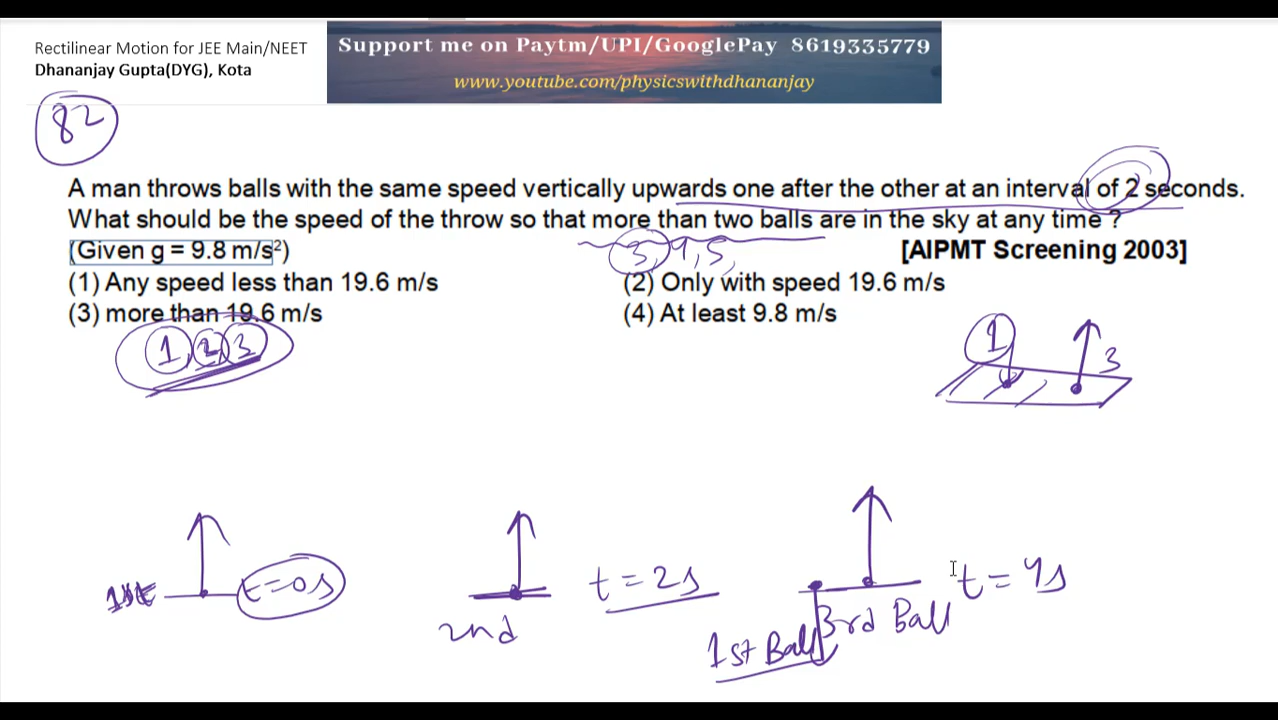 Rectilinear Motion for JEE Main/NEET
Dhananjay Gupta(DYG), Kota
Support me on Paytm/UPI/GooglePay 8619335779
www.youtube.com/physicswithdhananjay
82
A man throws balls with the same speed vertically upwards one after the other at an interval of 2 seconds.
What should be the speed of the throw so that more than two balls are in the sky at any time ?
(Given g = 9.8 m/s²) [AIPMT Screening 2003]
3, 4, 5,
(1) Any speed less than 19.6 m/s (2) Only with speed 19.6 m/s
(3) more than 19.6 m/s (4) At least 9.8 m/s
1, 2, 3
1 3
1st t=0s t = 2s t = 4s
2nd 3rd Ball
1st Ball